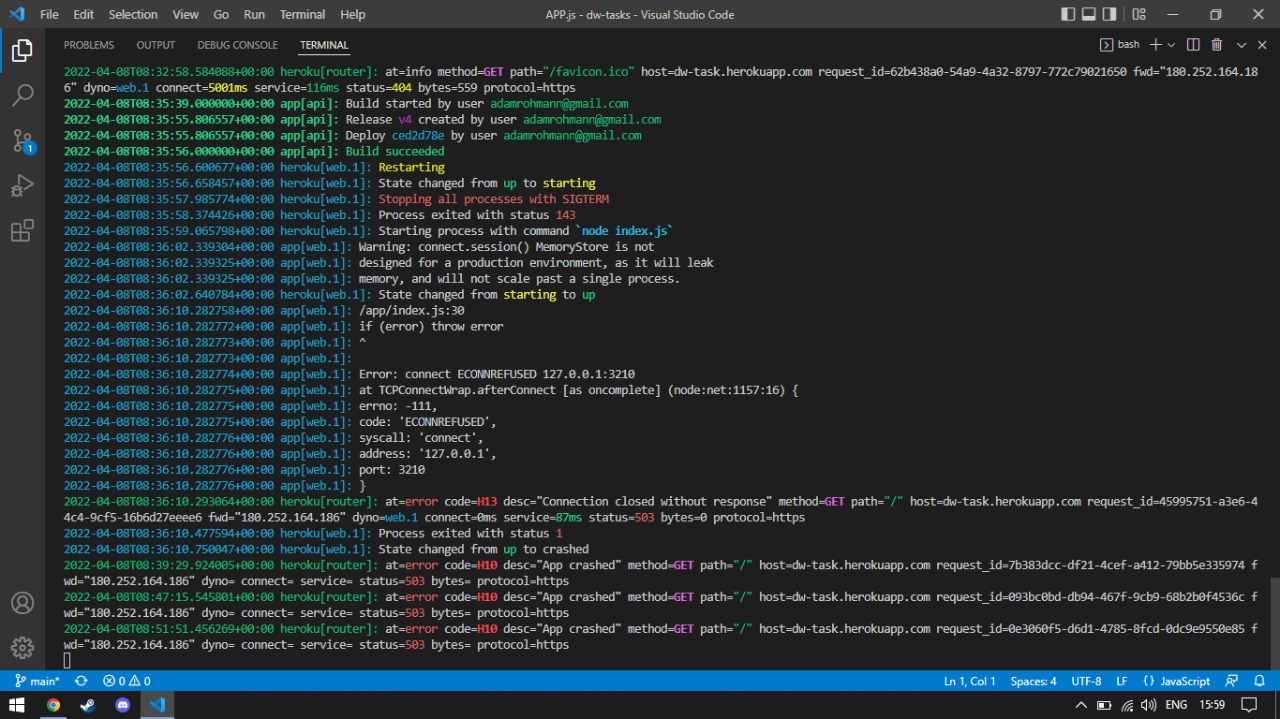 File Edit Selection View Go Run Terminal Help APP.js - dw-tasks - Visual Studio Code
PROBLEMS OUTPUT DEBUG CONSOLE TERMINAL bash
2022-04-08T08:32:58.584088+00:00 heroku[router]: at=info method=GET path="/favicon.ico" host=dw-task.herokuapp.com request_id=62b438a0-54a9-4a32-8797-772c79021650 fwd="180.252.164.18
6" dyno=web.1 connect=5001ms service=116ms status=404 bytes=559 protocol=https
2022-04-08T08:35:39.000000+00:00 app[api]: Build started by user adamrohmann@gmail.com
2022-04-08T08:35:55.806557+00:00 app[api]: Release v4 created by user adamrohmann@gmail.com
2022-04-08T08:35:55.806557+00:00 app[api]: Deploy ced2d78e by user adamrohmann@gmail.com
2022-04-08T08:35:56.000000+00:00 app[api]: Build succeeded
2022-04-08T08:35:56.600677+00:00 heroku[web.1]: Restarting
2022-04-08T08:35:56.658457+00:00 heroku[web.1]: State changed from up to starting
2022-04-08T08:35:57.985774+00:00 heroku[web.1]: Stopping all processes with SIGTERM
2022-04-08T08:35:58.374426+00:00 heroku[web.1]: Process exited with status 143
2022-04-08T08:35:59.065798+00:00 heroku[web.1]: Starting process with command `node index.js`
2022-04-08T08:36:02.339304+00:00 app[web.1]: Warning: connect.session() MemoryStore is not
2022-04-08T08:36:02.339325+00:00 app[web.1]: designed for a production environment, as it will leak
2022-04-08T08:36:02.339325+00:00 app[web.1]: memory, and will not scale past a single process.
2022-04-08T08:36:02.640784+00:00 heroku[web.1]: State changed from starting to up
2022-04-08T08:36:10.282758+00:00 app[web.1]: /app/index.js:30
2022-04-08T08:36:10.282772+00:00 app[web.1]: if (error) throw error
2022-04-08T08:36:10.282773+00:00 app[web.1]: ^
2022-04-08T08:36:10.282773+00:00 app[web.1]:
2022-04-08T08:36:10.282774+00:00 app[web.1]: Error: connect ECONNREFUSED 127.0.0.1:3210
2022-04-08T08:36:10.282775+00:00 app[web.1]: at TCPConnectWrap.afterConnect [as oncomplete] (node:net:1157:16) {
2022-04-08T08:36:10.282775+00:00 app[web.1]: errno: -111,
2022-04-08T08:36:10.282775+00:00 app[web.1]: code: 'ECONNREFUSED',
2022-04-08T08:36:10.282776+00:00 app[web.1]: syscall: 'connect',
2022-04-08T08:36:10.282776+00:00 app[web.1]: address: '127.0.0.1',
2022-04-08T08:36:10.282776+00:00 app[web.1]: port: 3210
2022-04-08T08:36:10.282776+00:00 app[web.1]: }
2022-04-08T08:36:10.293064+00:00 heroku[router]: at=error code=H13 desc="Connection closed without response" method=GET path="/" host=dw-task.herokuapp.com request_id=45995751-a3e6-4
4c4-9cf5-16b6d27eeee6 fwd="180.252.164.186" dyno=web.1 connect=0ms service=87ms status=503 bytes=0 protocol=https
2022-04-08T08:36:10.477594+00:00 heroku[web.1]: Process exited with status 1
2022-04-08T08:36:10.750047+00:00 heroku[web.1]: State changed from up to crashed
2022-04-08T08:39:29.924005+00:00 heroku[router]: at=error code=H10 desc="App crashed" method=GET path="/" host=dw-task.herokuapp.com request_id=7b383dcc-df21-4cef-a412-79bb5e335974 f
wd="180.252.164.186" dyno= connect= service= status=503 bytes= protocol=https
2022-04-08T08:47:15.545801+00:00 heroku[router]: at=error code=H10 desc="App crashed" method=GET path="/" host=dw-task.herokuapp.com request_id=093bc0bd-db94-467f-9cb9-68b2b0f4536c f
wd="180.252.164.186" dyno= connect= service= status=503 bytes= protocol=https
2022-04-08T08:51:51.456269+00:00 heroku[router]: at=error code=H10 desc="App crashed" method=GET path="/" host=dw-task.herokuapp.com request_id=0e3060f5-d6d1-4785-8fcd-0dc9e9550e85 f
wd="180.252.164.186" dyno= connect= service= status=503 bytes= protocol=https
1
main* 0 0 Ln 1, Col 1 Spaces: 4 UTF-8 LF {} JavaScript
ENG 15:59